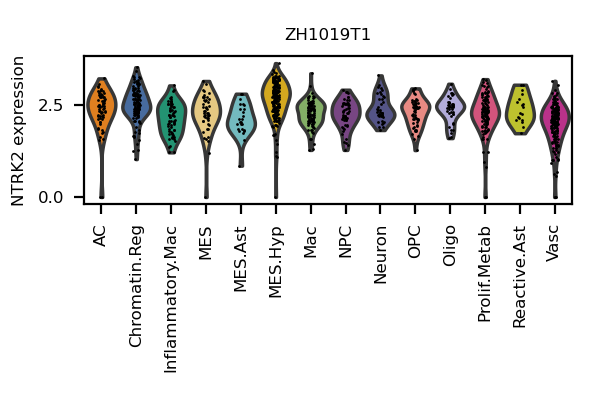 ZH1019T1
NTRK2 expression
2.5
0.0
AC
Chromatin.Reg
Inflammatory.Mac
MES
MES.Ast
MES.Hyp
Mac
NPC
Neuron
OPC
Oligo
Prolif.Metab
Reactive.Ast
Vasc